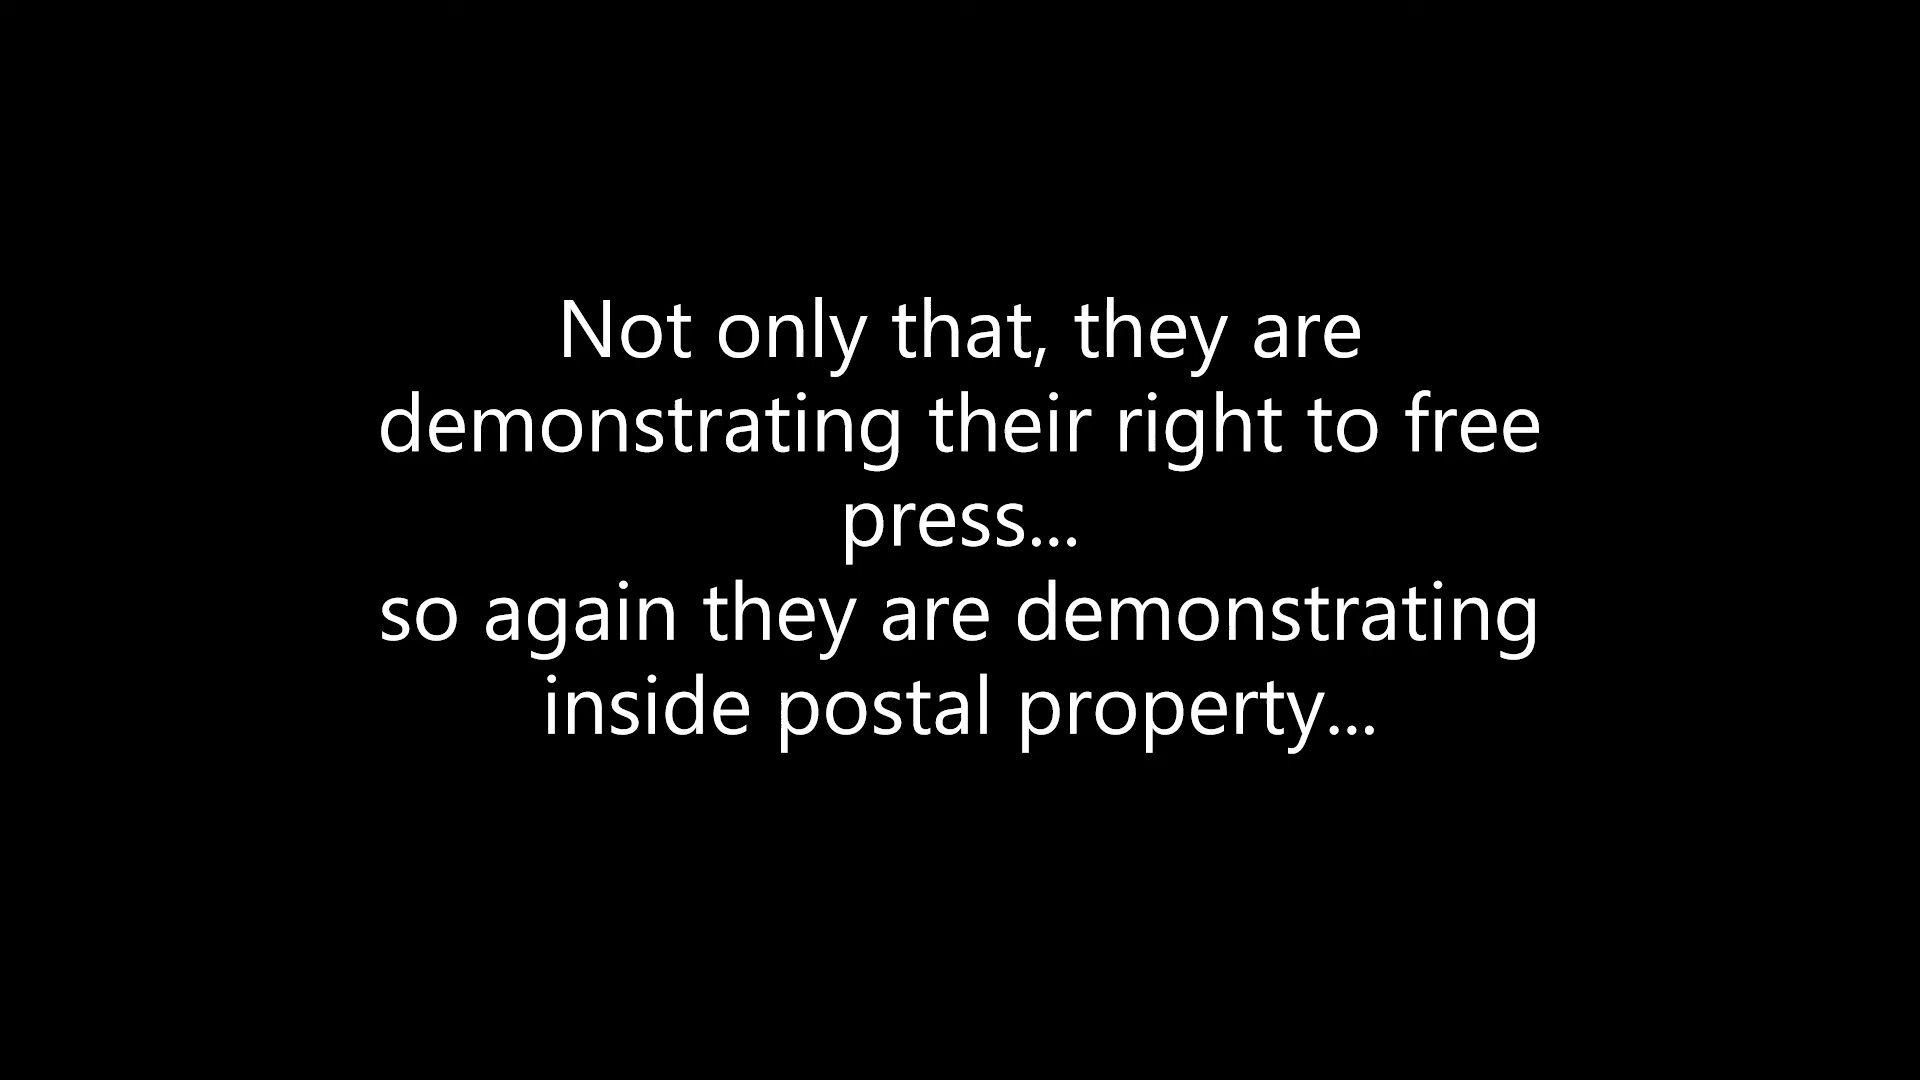 Not only that, they are
demonstrating their right to free
press...
so again they are demonstrating
inside postal property...